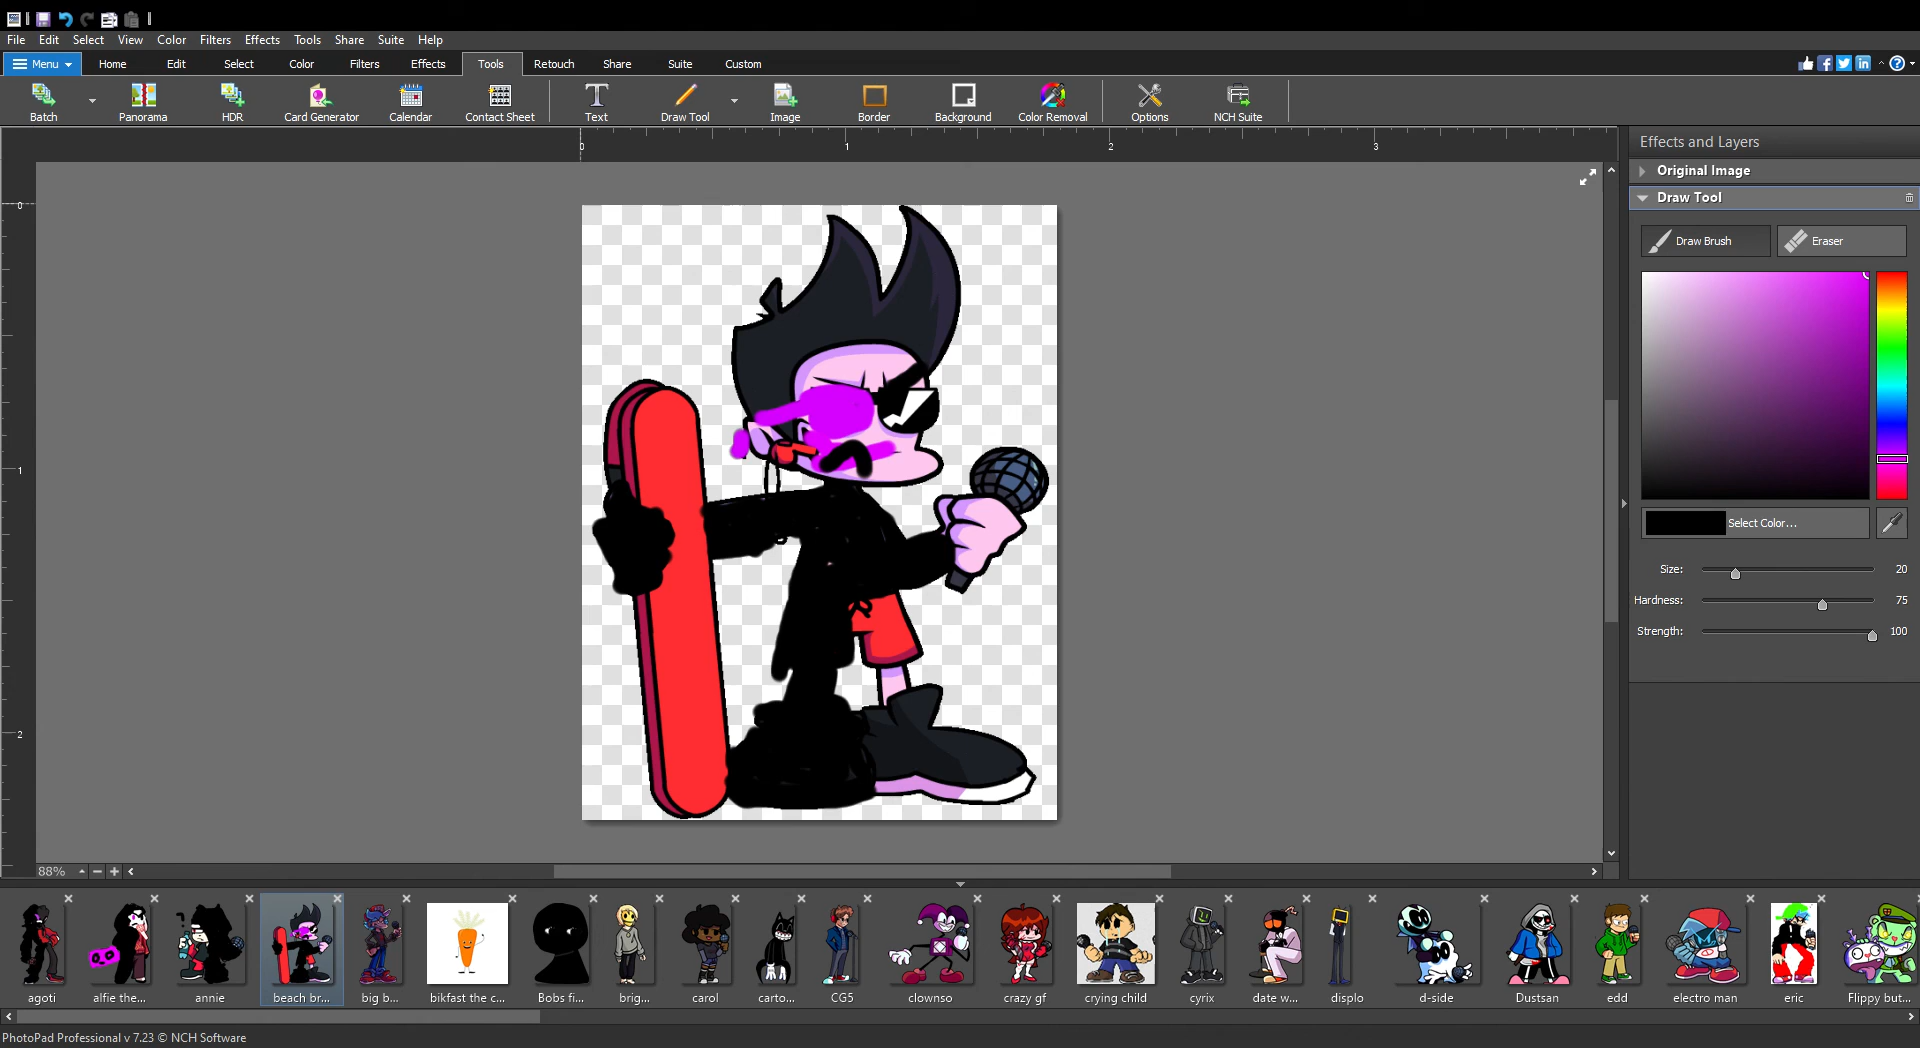 File Edit Select View Color Filters Effects Tools Share Suite Help
Menu Home Edit Select Color Filters Effects Tools Retouch Share Suite Custom
Batch Panorama HDR Card Generator Calendar Contact Sheet Text Draw Tool Image Border Background Color Removal Options NCH Suite
0 1 2 3
Effects and Layers
Original Image
0
Draw Tool
Draw Brush Eraser
1
Select Color...
Size: 20
Hardness: 75
Strength: 100
2
88%
agoti alfie the... annie beach br... big b... bikfast the c... Bobs fi... brig... carol carto... CG5 clownso crazy gf crying child cyrix date w... displo d-side Dustsan edd electro man eric Flippy but...
PhotoPad Professional v 7.23 © NCH Software